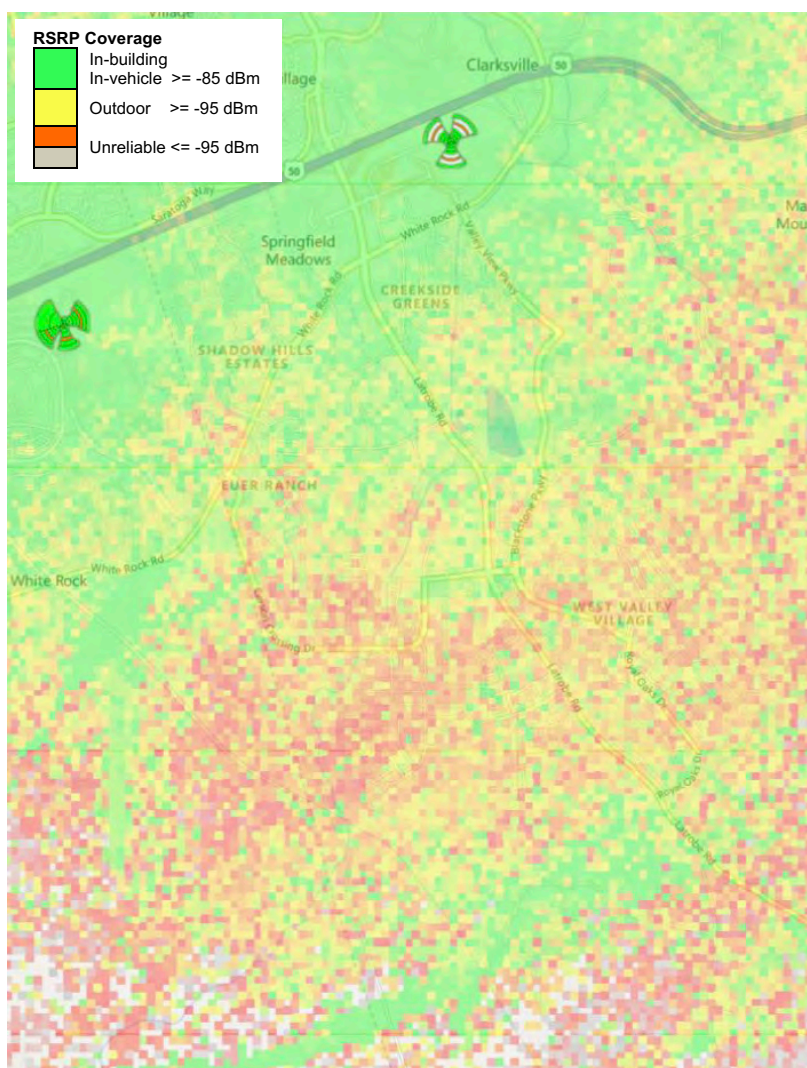 Village
RSRP Coverage
In-building
In-vehicle >= -85 dBm
Outdoor >= -95 dBm
Unreliable <= -95 dBm
Clarksville
50
50
Saratoga Way
Springfield
Meadows
White Rock Rd
Valley View Pkwy
CREEKSIDE
GREENS
White Rock Rd
SHADOW HILLS
ESTATES
Latrobe Rd
EUER RANCH
Blackstone Pkwy
White Rock Rd
White Rock
WEST VALLEY
VILLAGE
Royal Oaks Dr
Latrobe Rd
Royal Oaks Dr
Latrobe Rd